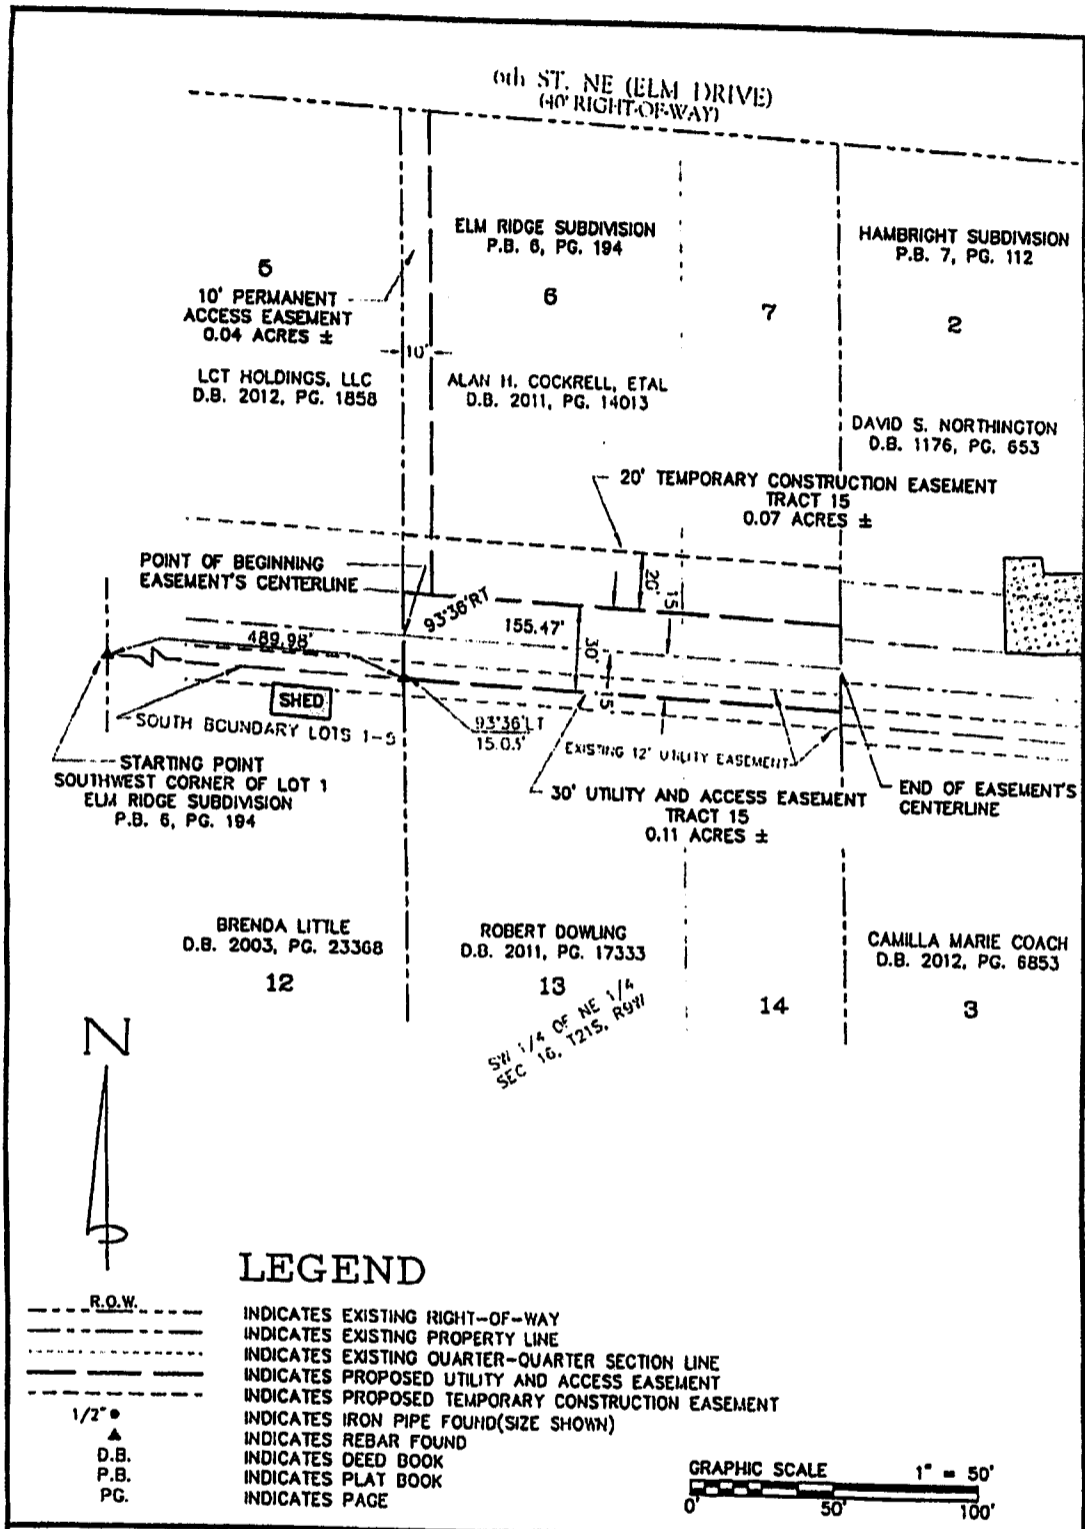 6th ST. NE (ELM DRIVE)
(40' RIGHT-OF-WAY)
ELM RIDGE SUBDIVISION
P.B. 6, PG. 194
HAMBRIGHT SUBDIVISION
P.B. 7, PG. 112
5
6
7
2
10' PERMANENT
ACCESS EASEMENT
0.04 ACRES ±
10'
LCT HOLDINGS, LLC
D.B. 2012, PG. 1858
ALAN H. COCKRELL, ETAL
D.B. 2011, PG. 14013
DAVID S. NORTHINGTON
D.B. 1176, PG. 653
20' TEMPORARY CONSTRUCTION EASEMENT
TRACT 15
0.07 ACRES ±
POINT OF BEGINNING
EASEMENT'S CENTERLINE
93°36'RT
155.47'
20'
15'
489.98'
30'
15'
SHED
SOUTH BOUNDARY LOTS 1-5
93°36'LT
15.03'
EXISTING 12' UTILITY EASEMENT
STARTING POINT
SOUTHWEST CORNER OF LOT 1
ELM RIDGE SUBDIVISION
P.B. 6, PG. 194
30' UTILITY AND ACCESS EASEMENT
TRACT 15
0.11 ACRES ±
END OF EASEMENT'S
CENTERLINE
BRENDA LITTLE
D.B. 2003, PG. 23368
12
ROBERT DOWLING
D.B. 2011, PG. 17333
13
14
CAMILLA MARIE COACH
D.B. 2012, PG. 6853
3
SW 1/4 OF NE 1/4
SEC 16, T21S, R9W
N
LEGEND
R.O.W. INDICATES EXISTING RIGHT-OF-WAY
INDICATES EXISTING PROPERTY LINE
INDICATES EXISTING QUARTER-QUARTER SECTION LINE
INDICATES PROPOSED UTILITY AND ACCESS EASEMENT
INDICATES PROPOSED TEMPORARY CONSTRUCTION EASEMENT
1/2" INDICATES IRON PIPE FOUND(SIZE SHOWN)
INDICATES REBAR FOUND
D.B. INDICATES DEED BOOK
P.B. INDICATES PLAT BOOK
PG. INDICATES PAGE
GRAPHIC SCALE 1" = 50'
0' 50' 100'